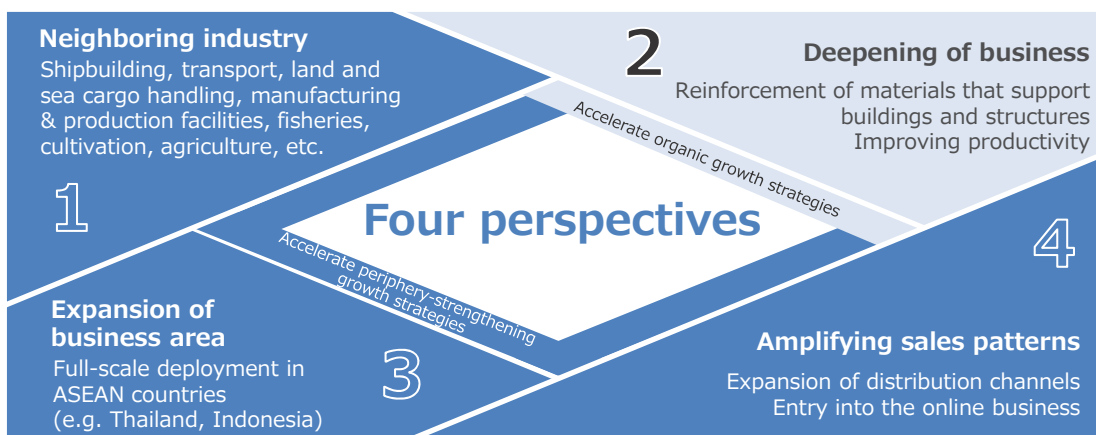 Neighboring industry
Shipbuilding, transport, land and
sea cargo handling, manufacturing
& production facilities, fisheries,
cultivation, agriculture, etc.
1
2
Deepening of business
Reinforcement of materials that support
buildings and structures
Improving productivity
Accelerate organic growth strategies
Four perspectives
Accelerate periphery-strengthening
growth strategies
Expansion of
business area
Full-scale deployment in
ASEAN countries
(e.g. Thailand, Indonesia)
3
4
Amplifying sales patterns
Expansion of distribution channels
Entry into the online business